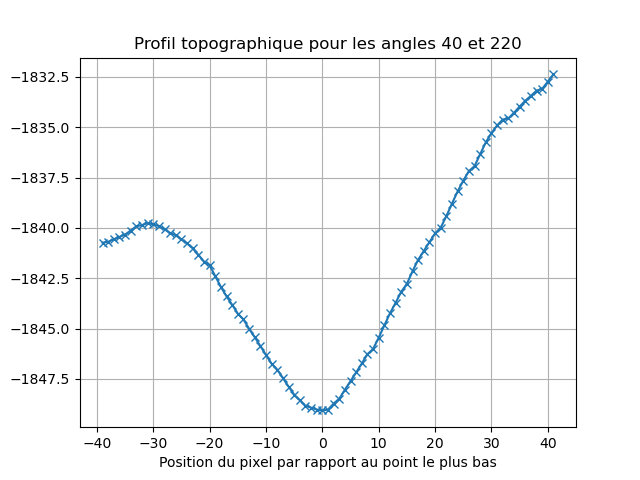 Profil topographique pour les angles 40 et 220
−1832.5
−1835.0
−1837.5
−1840.0
−1842.5
−1845.0
−1847.5
−40 −30 −20 −10 0 10 20 30 40
Position du pixel par rapport au point le plus bas